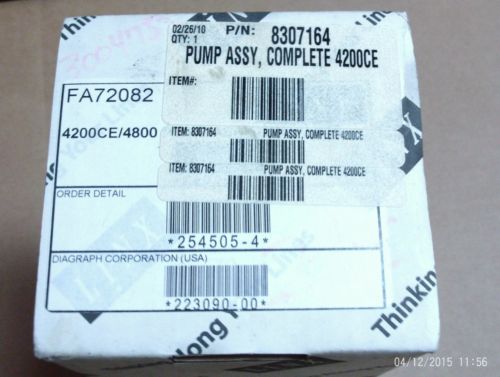 02/26/10 P/N: 8307164
QTY: 1
PUMP ASSY, COMPLETE 4200CE
ITEM#:
ITEM: 8307164 PUMP ASSY, COMPLETE 4200CE
ITEM: 8307164 PUMP ASSY, COMPLETE 4200CE
FA72082
4200CE/4800
ORDER DETAIL
*254505-4*
DIAGRAPH CORPORATION (USA)
*223090-00*
Thinking
04/12/2015 11:56